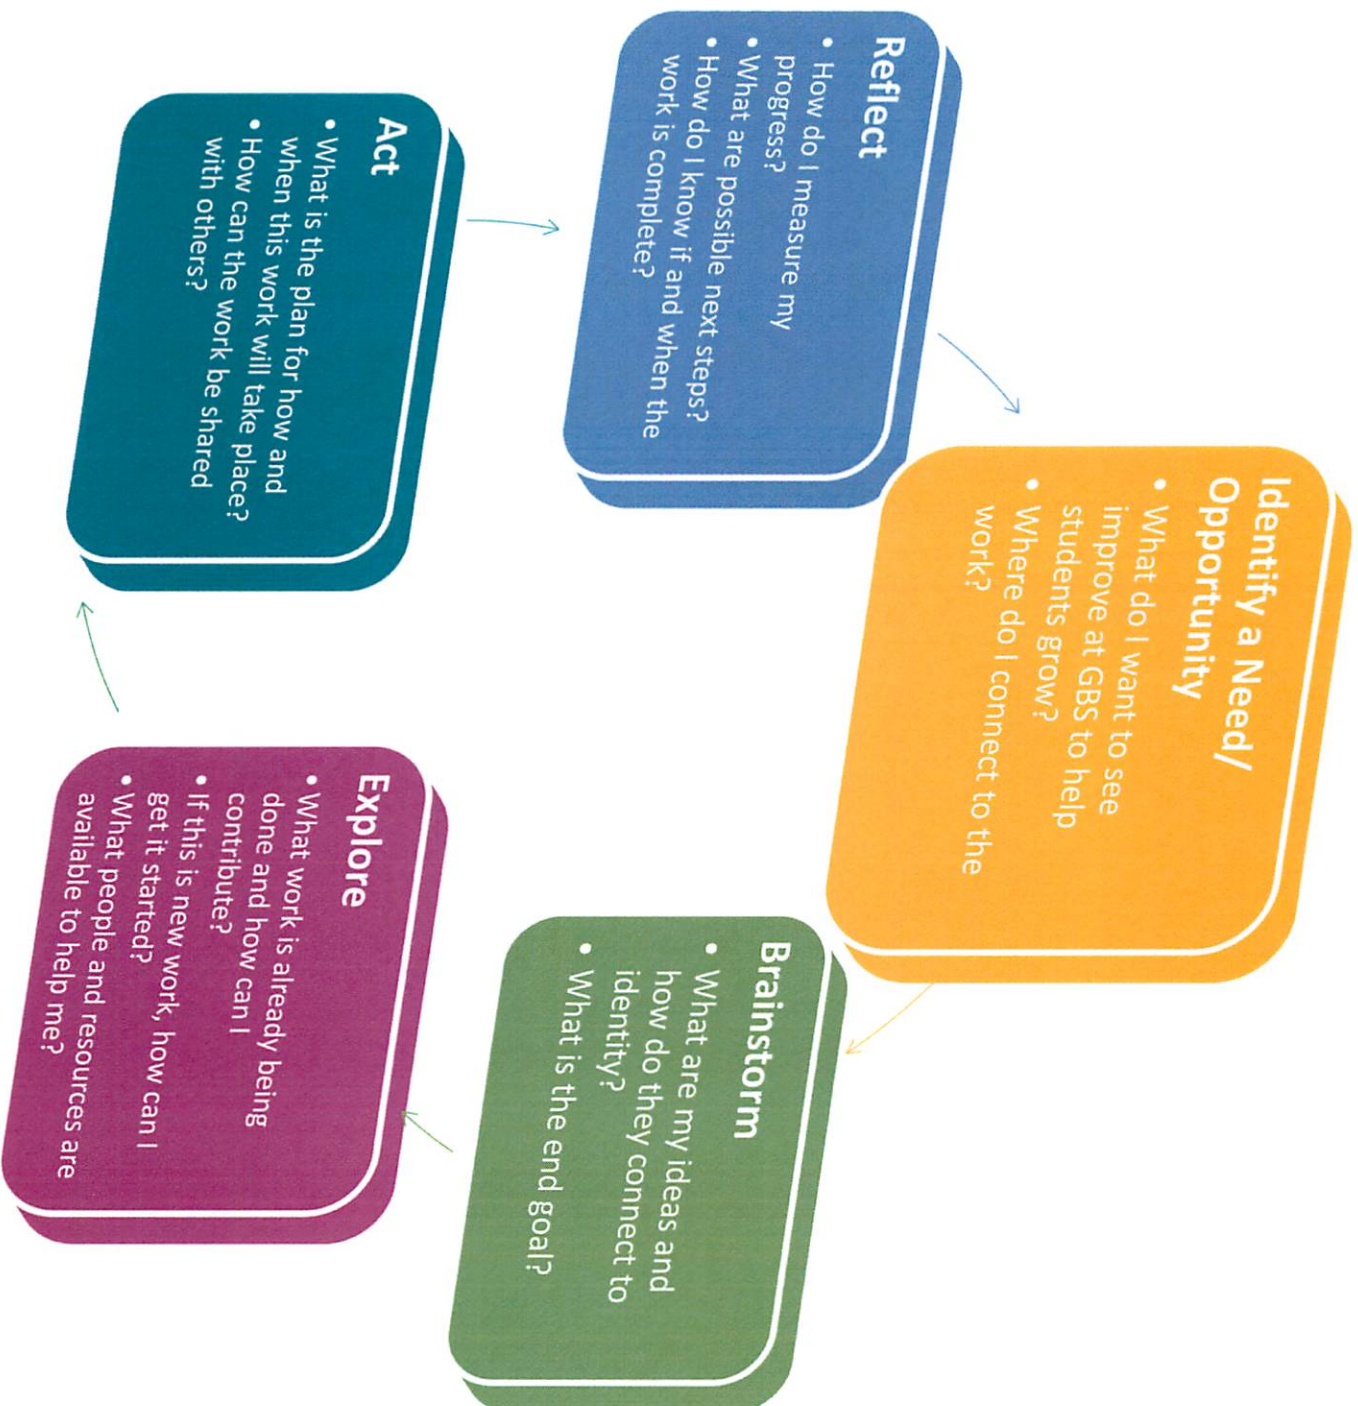 Identify a Need/
Opportunity
• What do I want to see
improve at GBS to help
students grow?
• Where do I connect to the
work?
Brainstorm
• What are my ideas and
how do they connect to
identity?
• What is the end goal?
Explore
• What work is already being
done and how can I
contribute?
• If this is new work, how can I
get it started?
• What people and resources are
available to help me?
Act
• What is the plan for how and
when this work will take place?
• How can the work be shared
with others?
Reflect
• How do I measure my
progress?
• What are possible next steps?
• How do I know if and when the
work is complete?